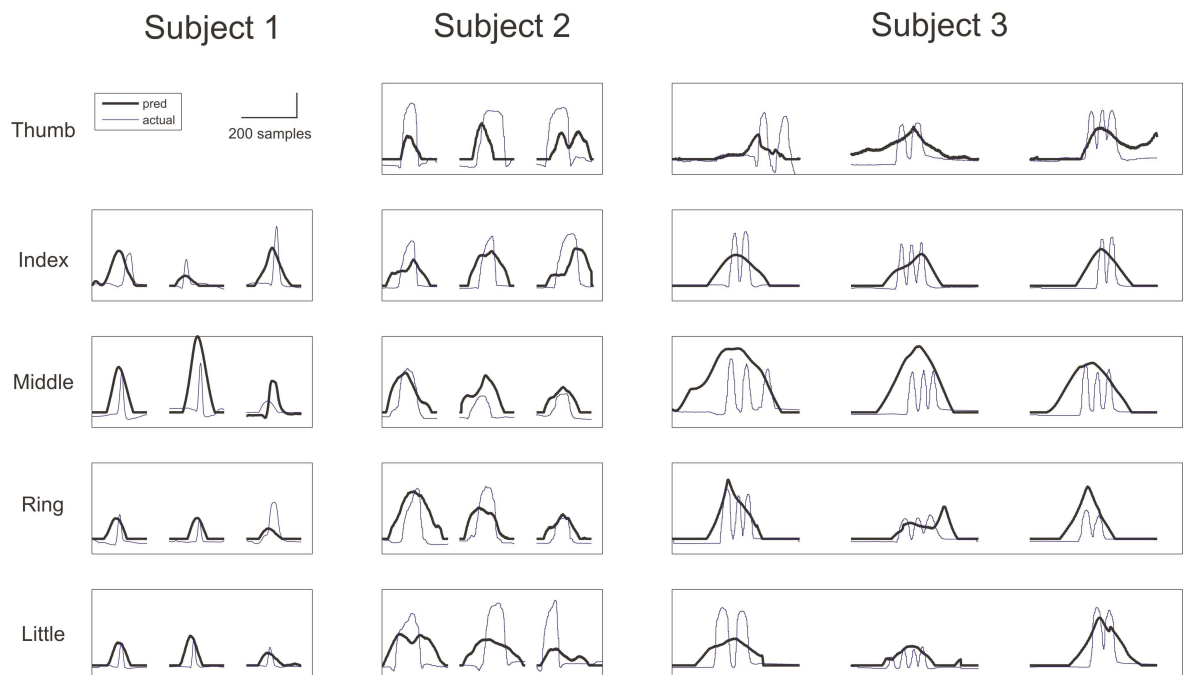 Subject 1
Subject 2
Subject 3
Thumb
pred
actual
200 samples
Index
Middle
Ring
Little